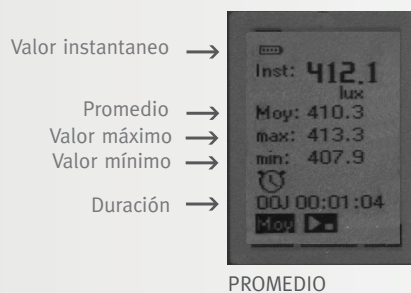 Valor instantaneo
Inst: 412.1
lux
Promedio
Moy: 410.3
Valor máximo
max: 413.3
Valor mínimo
min: 407.9
Duración
00J 00:01:04
Moy
PROMEDIO